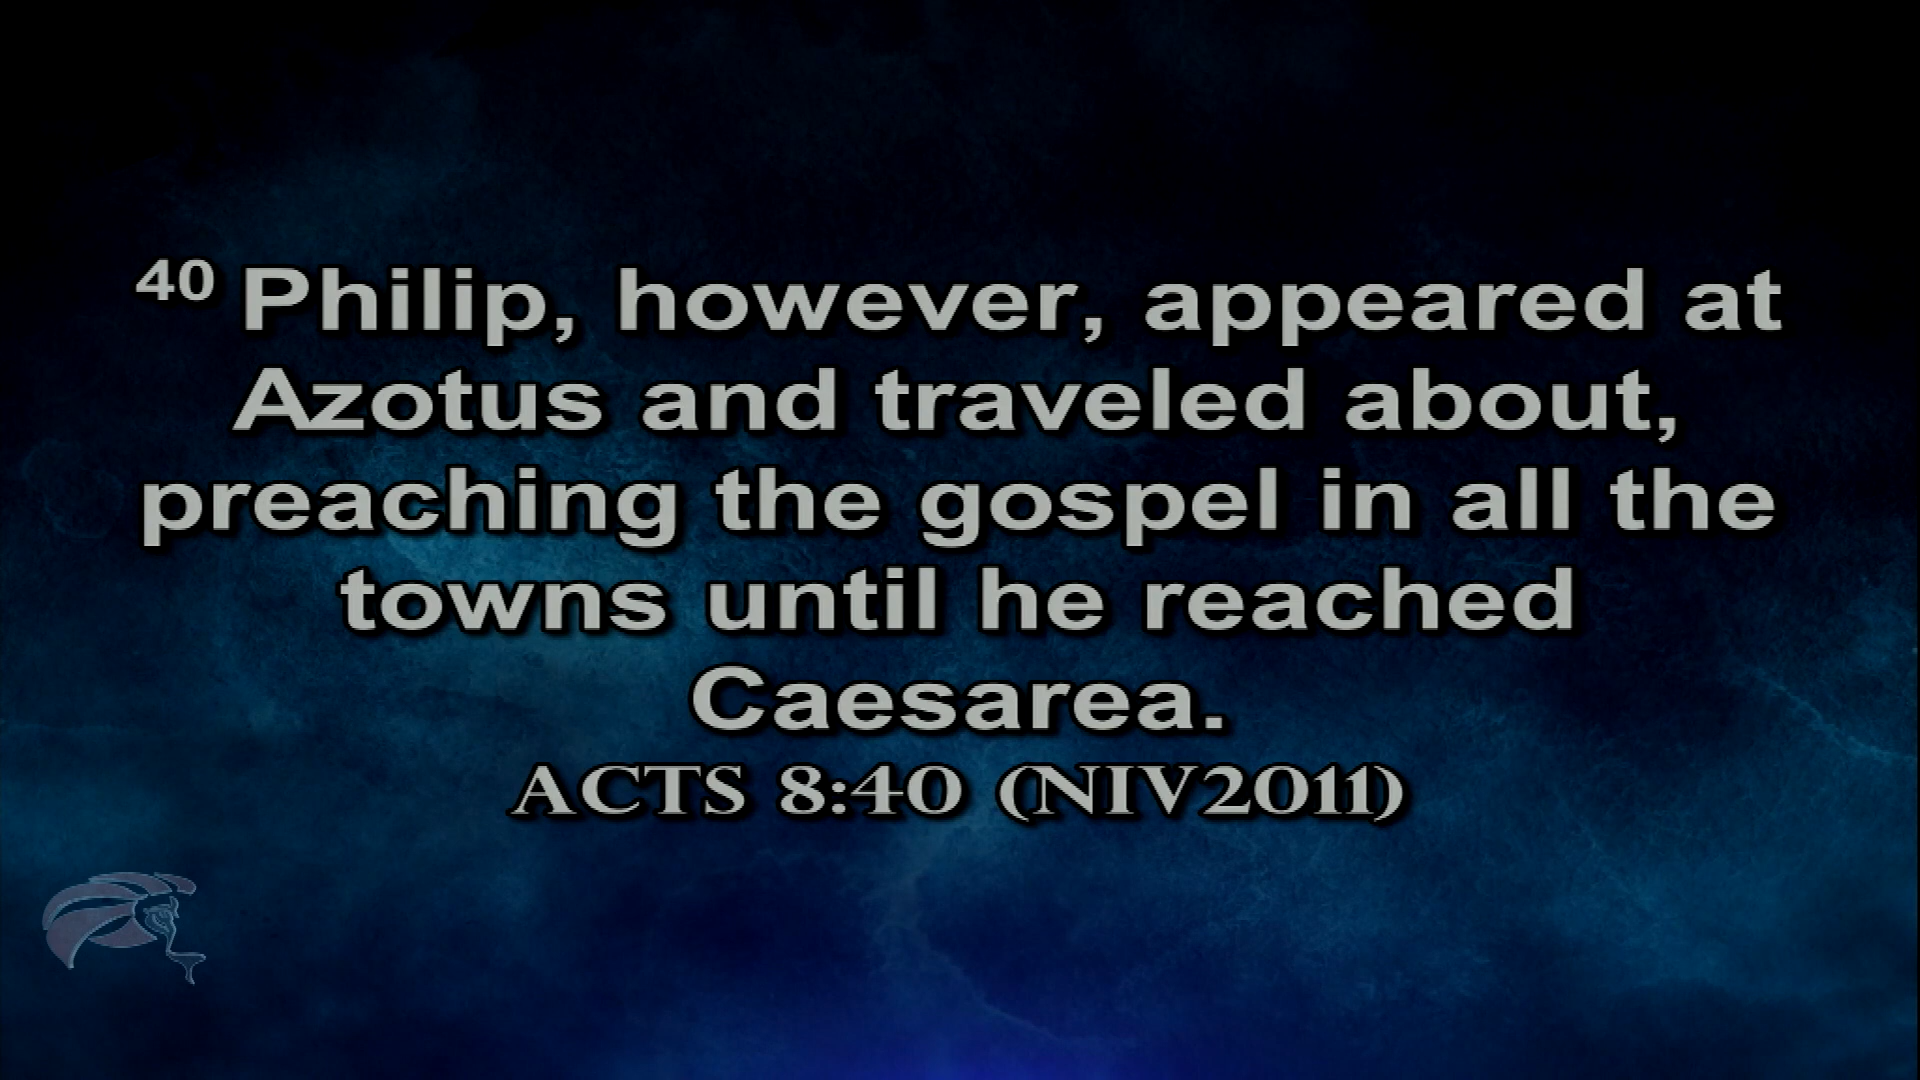 40 Philip, however, appeared at
Azotus and traveled about,
preaching the gospel in all the
towns until he reached
Caesarea.
ACTS 8:40 (NIV2011)